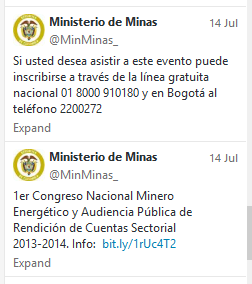 Ministerio de Minas 14 Jul
@MinMinas_
Si usted desea asistir a este evento puede
inscribirse a través de la línea gratuita
nacional 01 8000 910180 y en Bogotá al
teléfono 2200272
Expand
Ministerio de Minas 14 Jul
@MinMinas_
1er Congreso Nacional Minero
Energético y Audiencia Pública de
Rendición de Cuentas Sectorial
2013-2014. Info: bit.ly/1rUc4T2
Expand